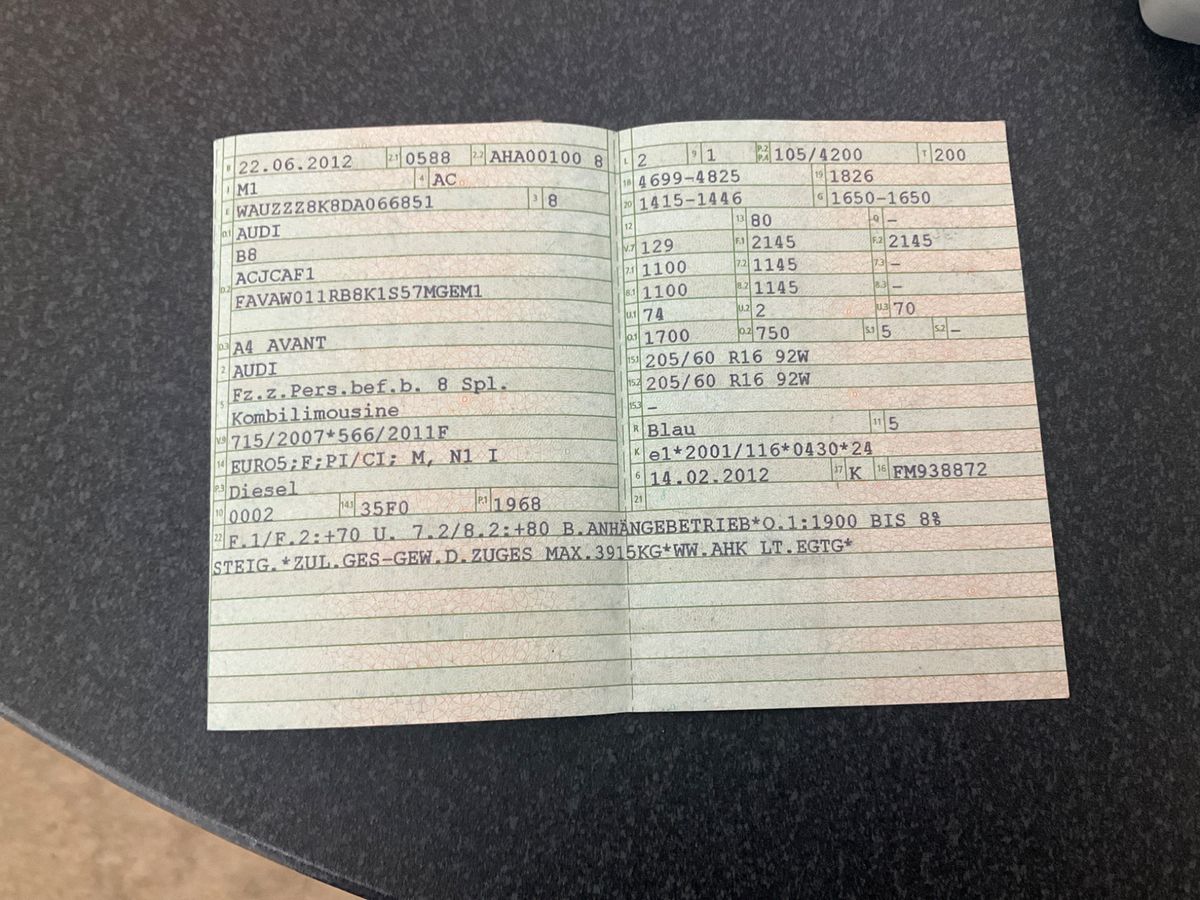 B 22.06.2012 2.1 0588 2.2 AHA00100 8
J M1 4 AC
E WAUZZZ8K8DA066851 3 8
D.1 AUDI
B8
D.2 ACJCAF1
FAVAW011RB8K1S57MGEM1
D.3 A4 AVANT
2 AUDI
5 Fz.z.Pers.bef.b. 8 Spl.
Kombilimousine
V.9 715/2007*566/2011F
14 EURO5;F;PI/CI; M, N1 I
P.3 Diesel
10 0002 14.1 35F0 P.1 1968
L 2 9 1 P.2 P.4 105/4200 T 200
18 4699-4825 19 1826
20 1415-1446 G 1650-1650
12 13 80 Q –
V.7 129 F.1 2145 F.2 2145
7.1 1100 7.2 1145 7.3 –
8.1 1100 8.2 1145 8.3 –
U.1 74 U.2 2 U.3 70
O.1 1700 O.2 750 S.1 5 S.2 –
15.1 205/60 R16 92W
15.2 205/60 R16 92W
15.3 –
R Blau 11 5
K e1*2001/116*0430*24
6 14.02.2012 17 K 16 FM938872
21
22 F.1/F.2:+70 U. 7.2/8.2:+80 B.ANHÄNGEBETRIEB*O.1:1900 BIS 8%
STEIG.*ZUL.GES-GEW.D.ZUGES MAX.3915KG*WW.AHK LT.EGTG*